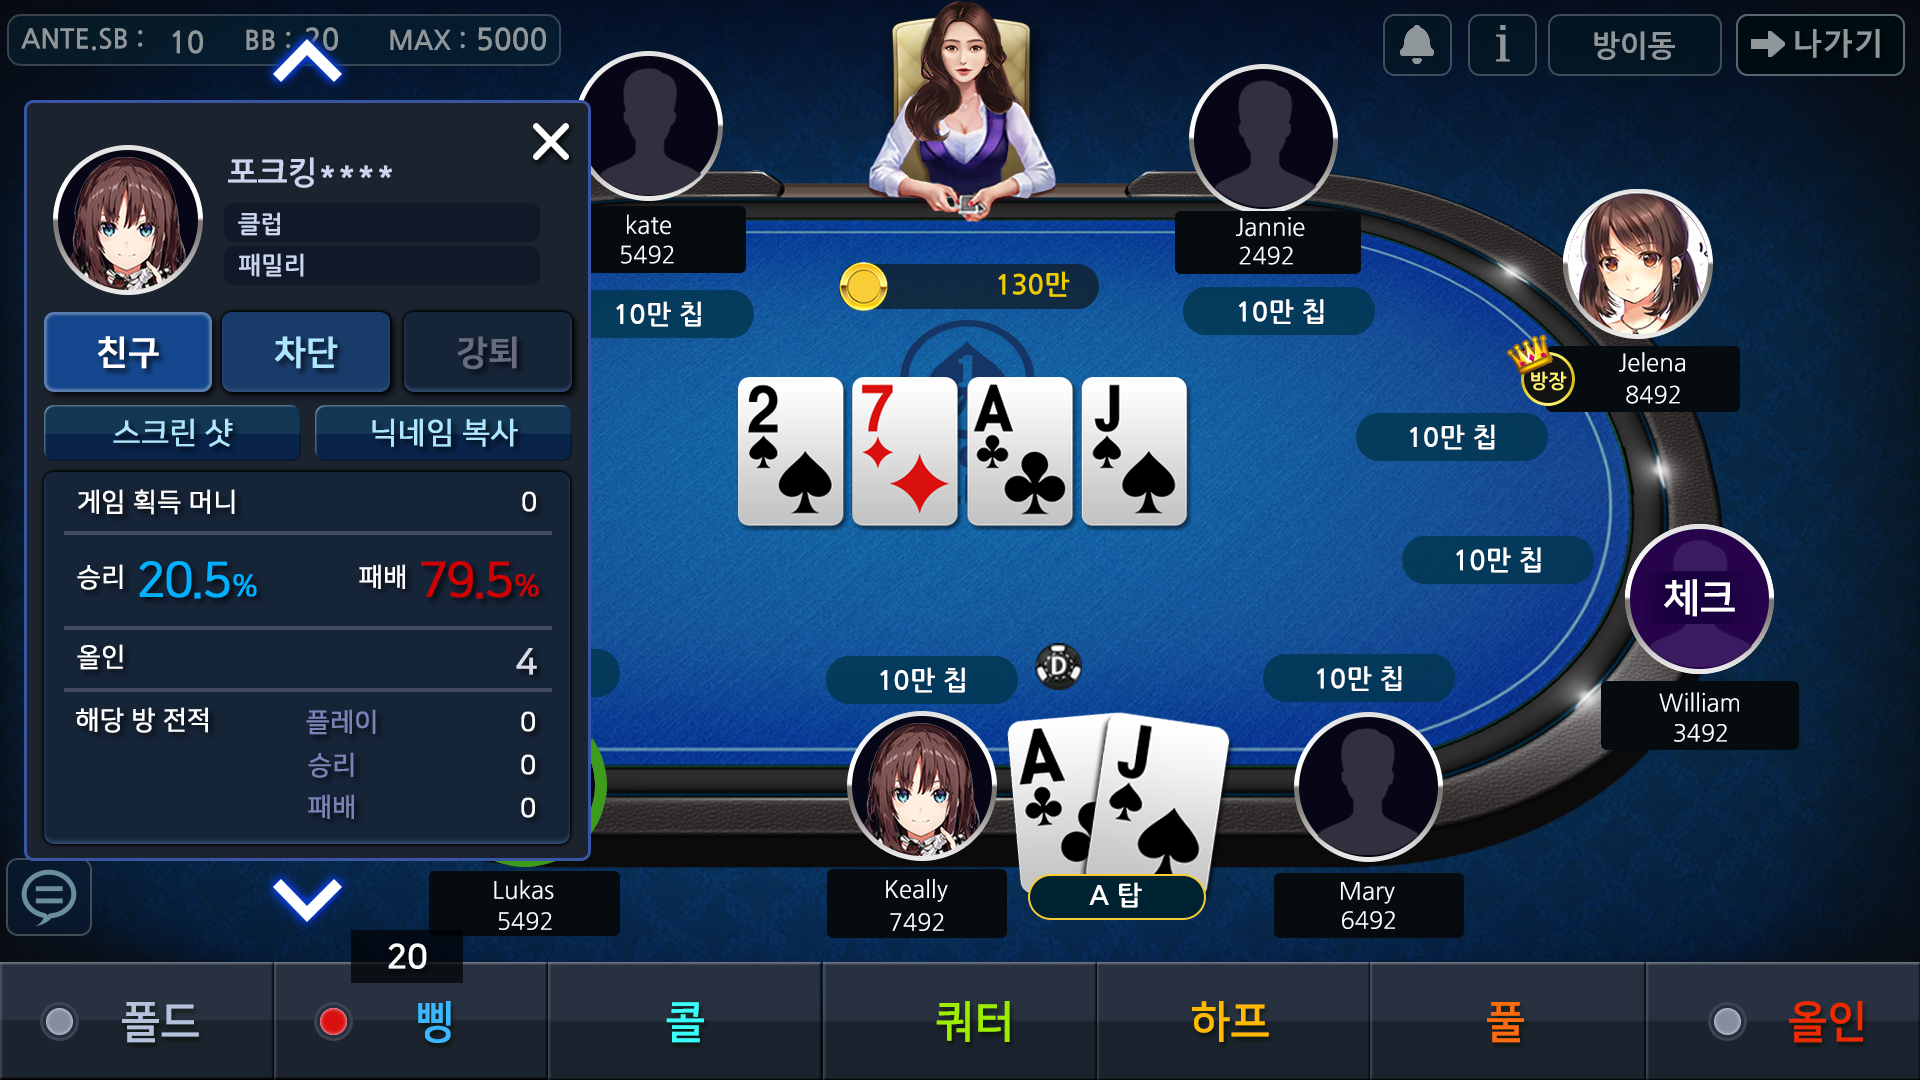 ANTE.SB : 10 BB : 20 MAX : 5000
i
방이동
나가기
포크킹****
클럽
패밀리
친구
차단
강퇴
스크린 샷
닉네임 복사
게임 획득 머니 0
승리 20.5% 패배 79.5%
올인 4
해당 방 전적 플레이 0
승리 0
패배 0
kate
5492
10만 칩
130만
Jannie
2492
10만 칩
Jelena
8492
방장
10만 칩
2
7
A
J
1
10만 칩
체크
William
3492
D
10만 칩
10만 칩
A
J
A 탑
Lukas
5492
Keally
7492
Mary
6492
20
폴드
삥
콜
쿼터
하프
풀
올인